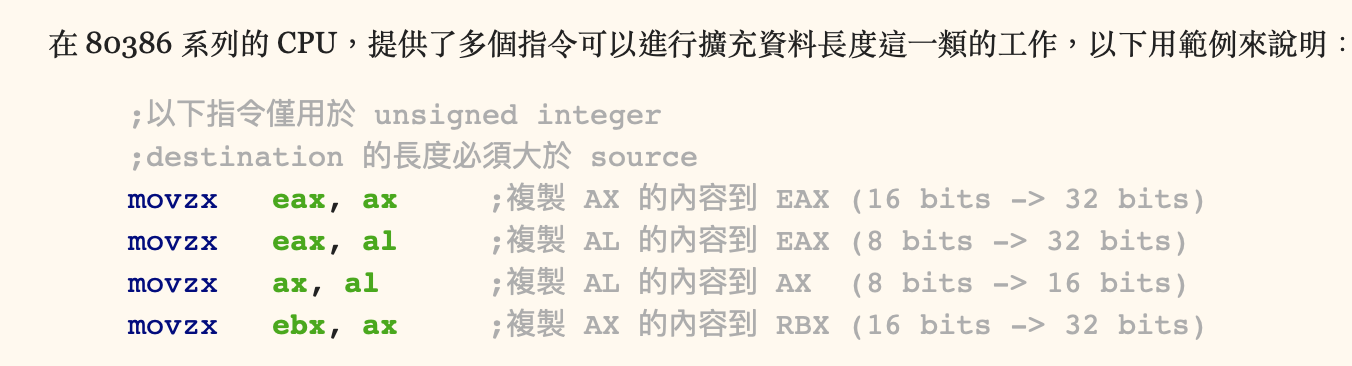 在 80386 系列的 CPU，提供了多個指令可以進行擴充資料長度這一類的工作，以下用範例來說明：
;以下指令僅用於 unsigned integer
;destination 的長度必須大於 source
movzx   eax, ax     ;複製 AX 的內容到 EAX (16 bits -> 32 bits)
movzx   eax, al     ;複製 AL 的內容到 EAX (8 bits -> 32 bits)
movzx   ax, al      ;複製 AL 的內容到 AX  (8 bits -> 16 bits)
movzx   ebx, ax     ;複製 AX 的內容到 RBX (16 bits -> 32 bits)